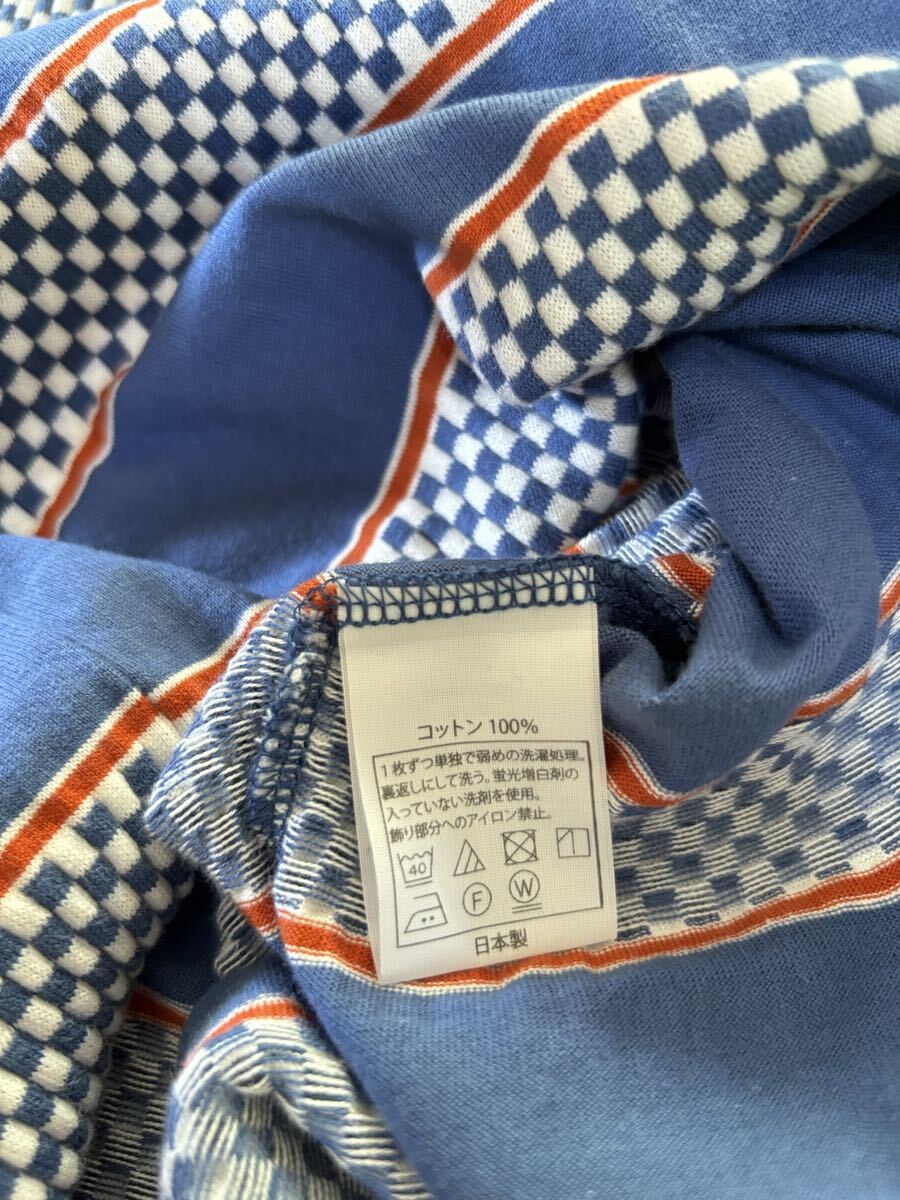 コットン 100%
1枚ずつ単独で弱めの洗濯処理。
裏返しにして洗う。蛍光増白剤の
入っていない洗剤を使用。
飾り部分へのアイロン禁止。
40
F W
日本製